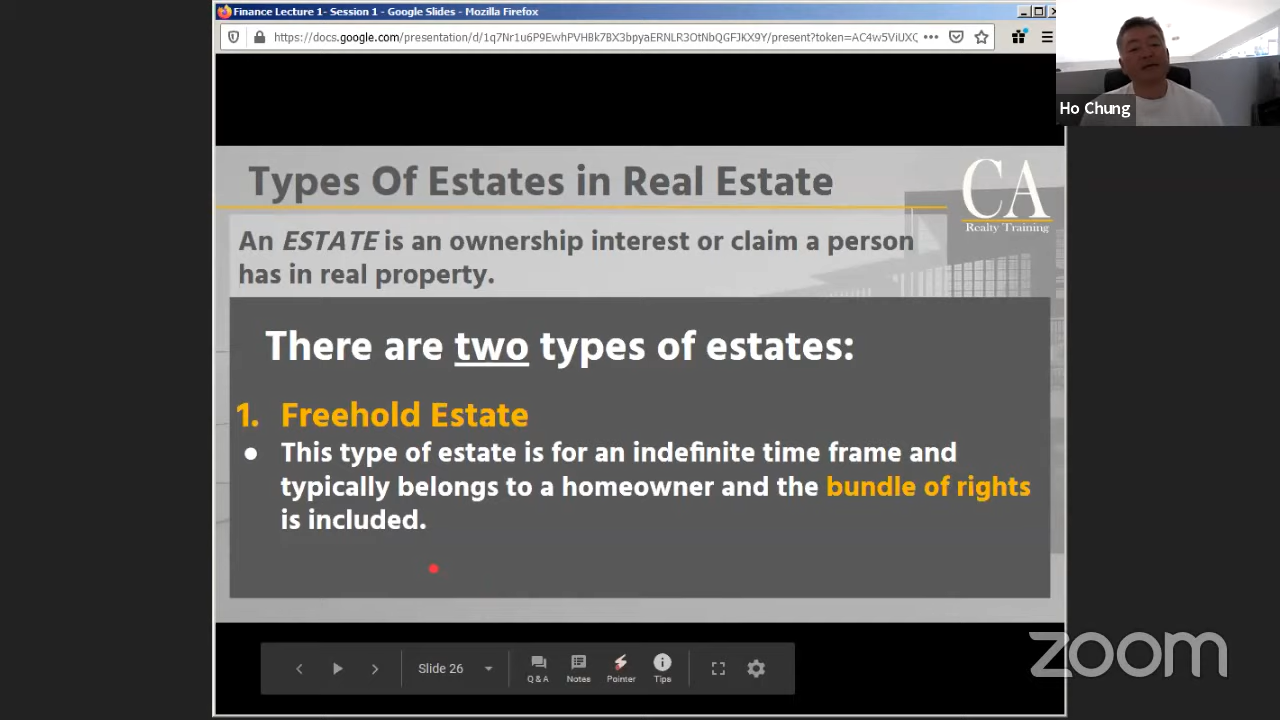 Finance Lecture 1- Session 1 - Google Slides - Mozilla Firefox
https://docs.google.com/presentation/d/1q7Nr1u6P9EwhPVHBk7BX3bpyaERNLR3OtNbQGFJKX9Y/present?token=AC4w5ViUXC
Ho Chung
Types Of Estates in Real Estate
CA
Realty Training
An ESTATE is an ownership interest or claim a person
has in real property.
There are two types of estates:
1. Freehold Estate
● This type of estate is for an indefinite time frame and
typically belongs to a homeowner and the bundle of rights
is included.
Slide 26
Q & A
Notes
Pointer
Tips
zoom